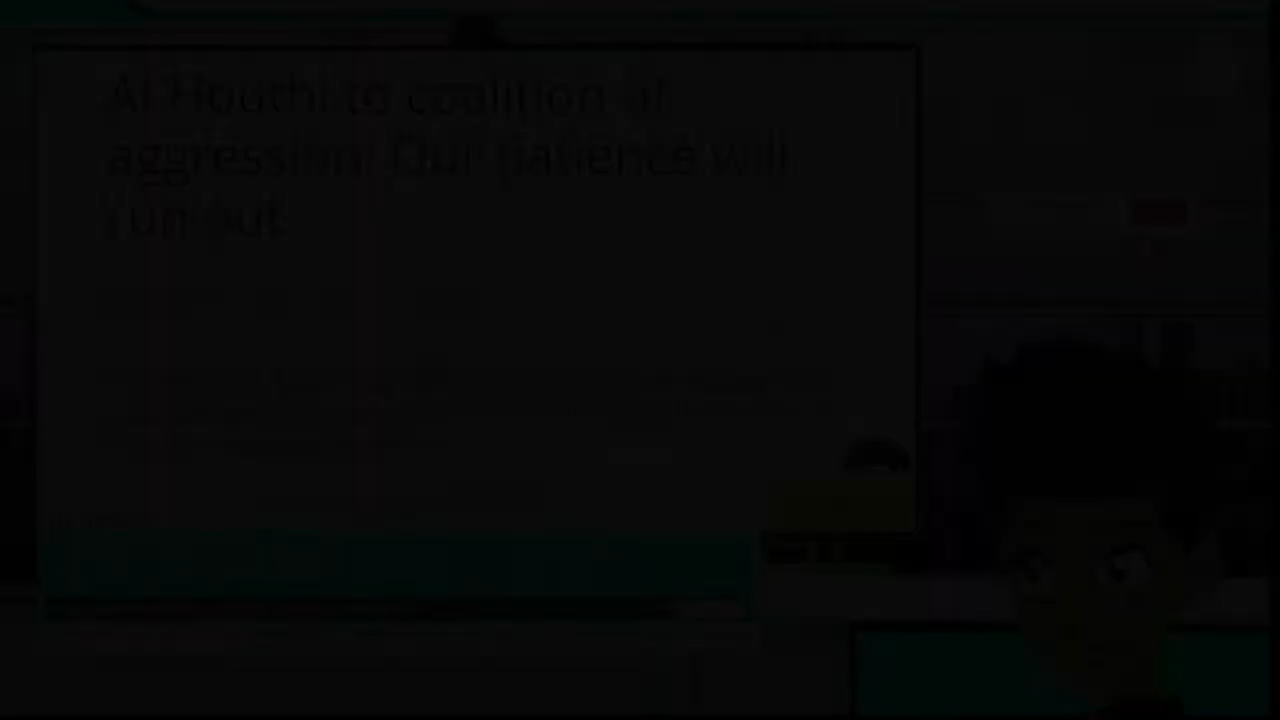 Al Houthi to coalition of
aggression: Our patience will
run out